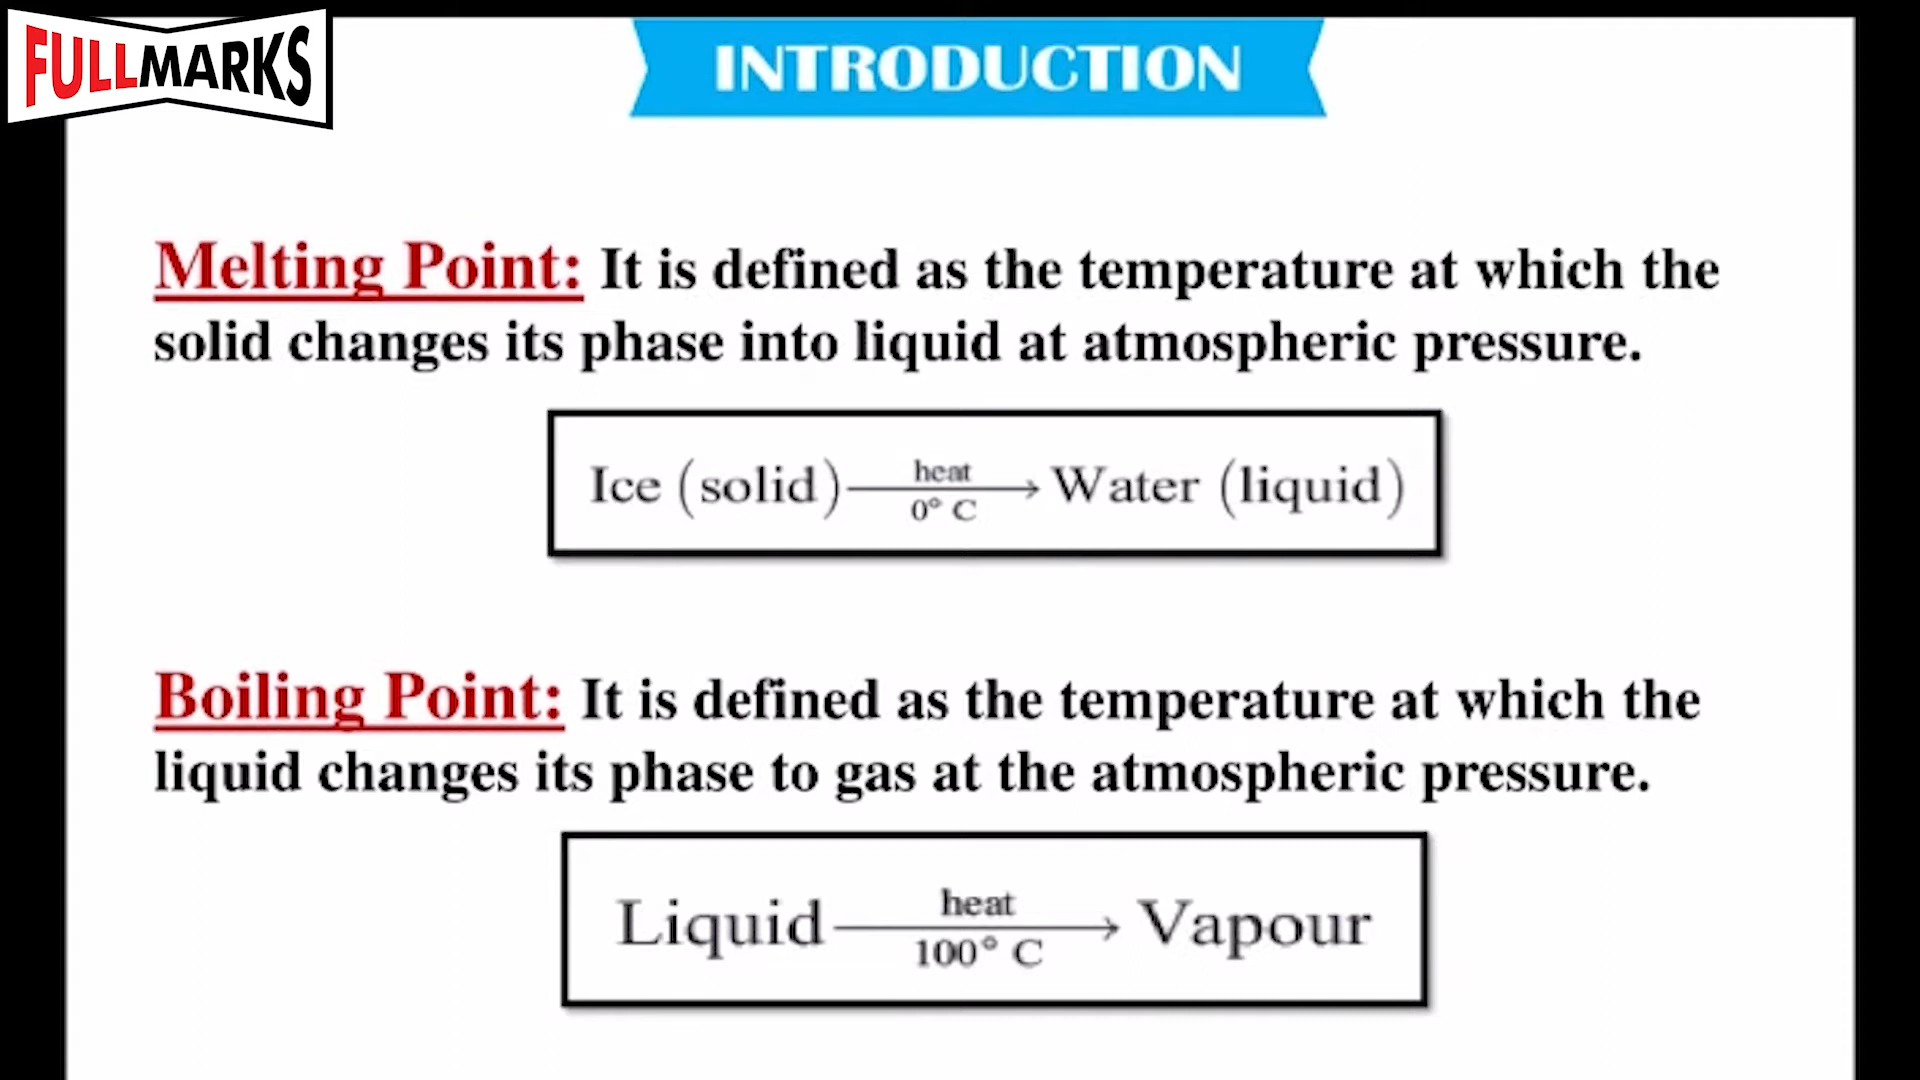 FULLMARKS
INTRODUCTION
Melting Point: It is defined as the temperature at which the
solid changes its phase into liquid at atmospheric pressure.
Ice (solid) heat 0° C Water (liquid)
Boiling Point: It is defined as the temperature at which the
liquid changes its phase to gas at the atmospheric pressure.
Liquid heat 100° C Vapour